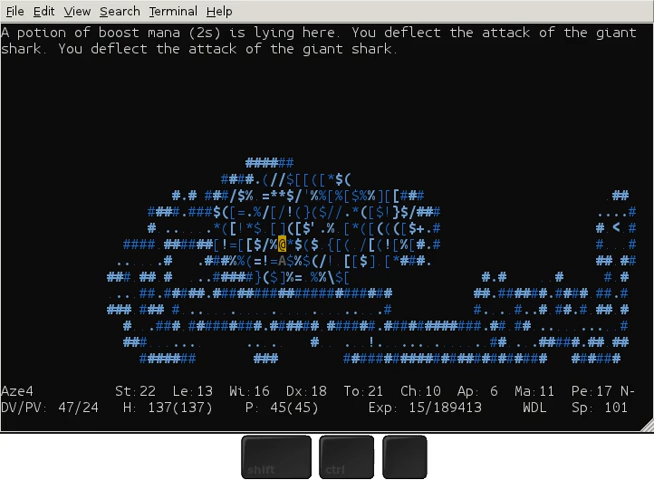 File Edit View Search Terminal Help
A potion of boost mana (2s) is lying here. You deflect the attack of the giant
shark. You deflect the attack of the giant shark.
Aze4 St:22 Le:13 Wi:16 Dx:18 To:21 Ch:10 Ap: 6 Ma:11 Pe:17 N-
DV/PV: 47/24 H: 137(137) P: 45(45) Exp: 15/189413 WDL Sp: 101
shift ctrl